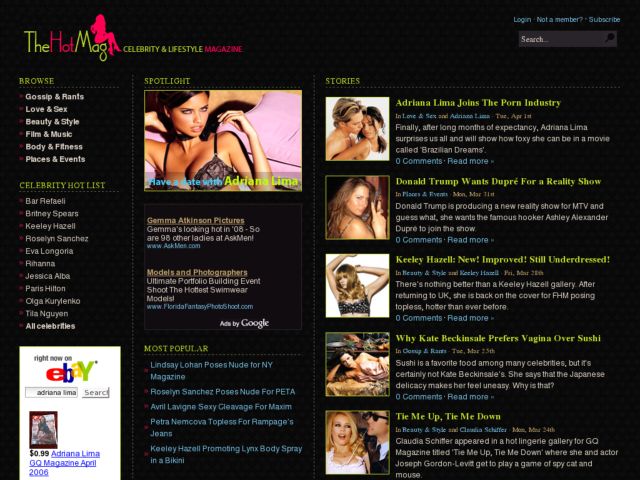 Login · Not a member? · Subscribe
TheHotMag CELEBRITY & LIFESTYLE MAGAZINE
Search...
BROWSE
» Gossip & Rants
» Love & Sex
» Beauty & Style
» Film & Music
» Body & Fitness
» Places & Events
CELEBRITY HOT LIST
» Bar Refaeli
» Britney Spears
» Keeley Hazell
» Roselyn Sanchez
» Eva Longoria
» Rihanna
» Jessica Alba
» Paris Hilton
» Olga Kurylenko
» Tila Nguyen
» All celebrities
right now on
ebY
adriana lima Search
$0.99 Adriana Lima
GQ Magazine April
2006
SPOTLIGHT
Have a date with Adriana Lima
Gemma Atkinson Pictures
Gemma's looking hot in '08 - So
are 98 other ladies at AskMen!
www.AskMen.com
Models and Photographers
Ultimate Portfolio Building Event
Shoot The Hottest Swimwear
Models!
www.FloridaFantasyPhotoShoot.com
Ads by Google
MOST POPULAR
» Lindsay Lohan Poses Nude for NY
Magazine
» Roselyn Sanchez Poses Nude For PETA
» Avril Lavigne Sexy Cleavage For Maxim
» Petra Nemcova Topless For Rampage's
Jeans
» Keeley Hazell Promoting Lynx Body Spray
in a Bikini
STORIES
Adriana Lima Joins The Porn Industry
In Love & Sex and Adriana Lima · Tue, Apr 1st
Finally, after long months of expectancy, Adriana Lima
surprises us all and will show how foxy she can be in a movie
called 'Brazilian Dreams'.
0 Comments · Read more »
Donald Trump Wants Dupré For a Reality Show
In Places & Events · Mon, Mar 31st
Donald Trump is producing a new reality show for MTV and
guess what, he wants the famous hooker Ashley Alexander
Dupre to join the show.
0 Comments · Read more »
Keeley Hazell: New! Improved! Still Underdressed!
In Beauty & Style and Keeley Hazell · Fri, Mar 28th
There's nothing better than a Keeley Hazell gallery. After
returning to UK, she is back on the cover for FHM posing
topless, hotter than ever before.
0 Comments · Read more »
Why Kate Beckinsale Prefers Vagina Over Sushi
In Gossip & Rants · Tue, Mar 25th
Sushi is a favorite food among many celebrities, but it's
certainly not Kate Beckinsale's. She says that the Japanese
delicacy makes her feel uneasy. Why is that?
0 Comments · Read more »
Tie Me Up, Tie Me Down
In Beauty & Style and Claudia Schiffer · Mon, Mar 24th
Claudia Schiffer appeared in a hot lingerie gallery for GQ
Magazine titled 'Tie Me Up, Tie Me Down' where she and actor
Joseph Gordon-Levitt get to play a game of spy cat and
mouse.